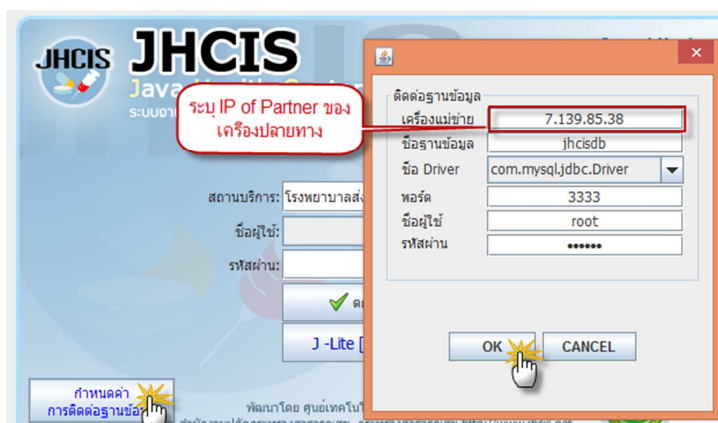 JHCIS JHCIS
Java
ระบบ
ระบุ IP of Partner ของ
เครื่องปลายทาง
สถานบริการ: โรงพยาบาลส่ง
ชื่อผู้ใช้:
รหัสผ่าน:
J -Lite [
กำหนดค่า
การติดต่อฐานข้อ
พัฒนาโดย ศูนย์เทคโนโ
ติดต่อฐานข้อมูล
เครื่องแม่ข่าย 7.139.85.38
ชื่อฐานข้อมูล jhcisdb
ชื่อ Driver com.mysql.jdbc.Driver
พอร์ต 3333
ชื่อผู้ใช้ root
รหัสผ่าน ••••••
OK CANCEL